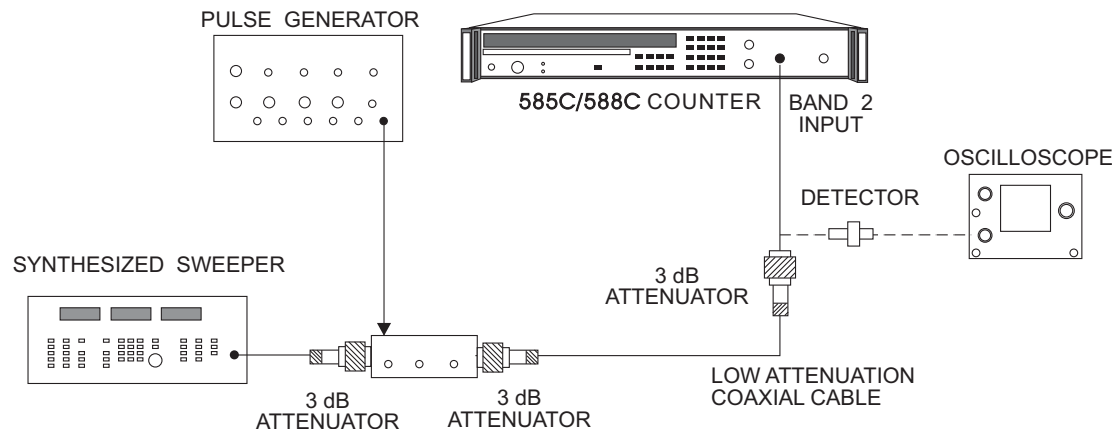 PULSE GENERATOR
585C/588C COUNTER
BAND 2
INPUT
OSCILLOSCOPE
DETECTOR
SYNTHESIZED SWEEPER
3 dB
ATTENUATOR
3 dB
ATTENUATOR
3 dB
ATTENUATOR
LOW ATTENUATION
COAXIAL CABLE